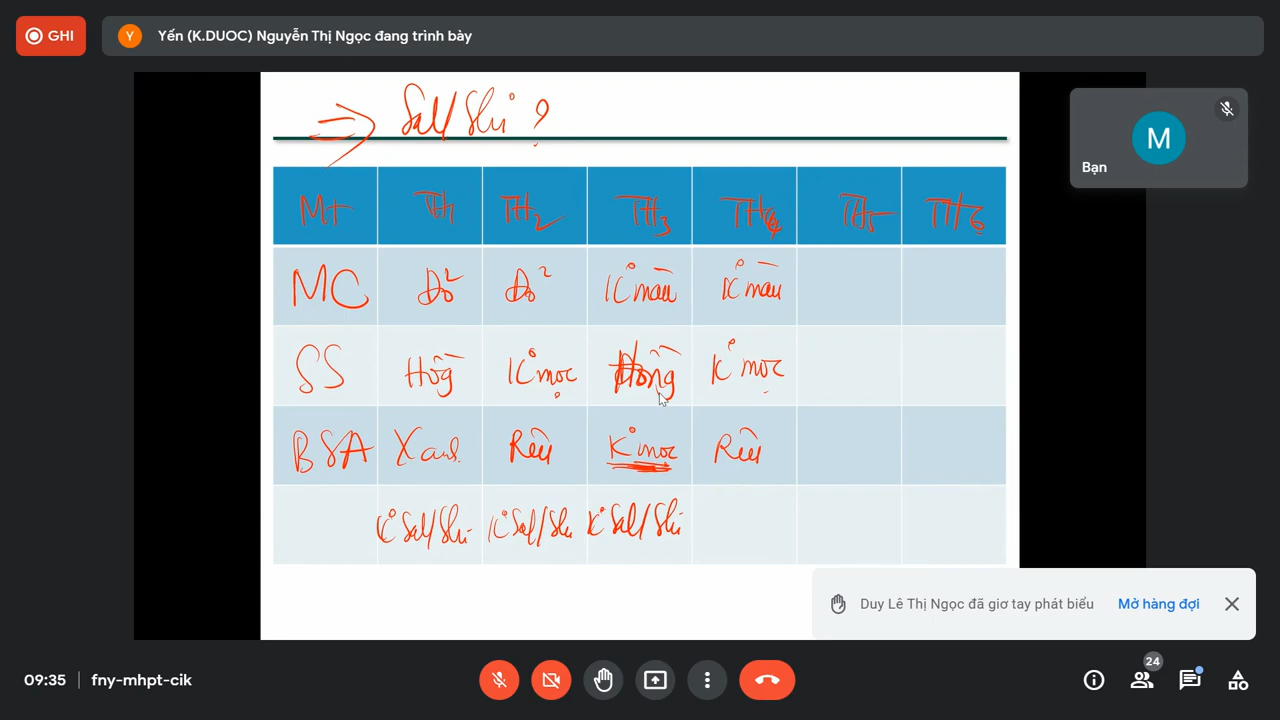 GHI
Y Yến (K.DUOC) Nguyễn Thị Ngọc đang trình bày
=> Sal/Shi ?
M
Bạn
MT TH1 TH2 TH3 TH4 TH5 TH6
MC Đỏ Đỏ K° màu K° màu
SS Hồg K° mọc Hồng K° mọc
BSA Xanh Rêu K° mọc Rêu
K° Sal/Shi K° Sal/Shi K° Sal/Shi
Duy Lê Thị Ngọc đã giơ tay phát biểu Mở hàng đợi
09:35 | fny-mhpt-cik
24